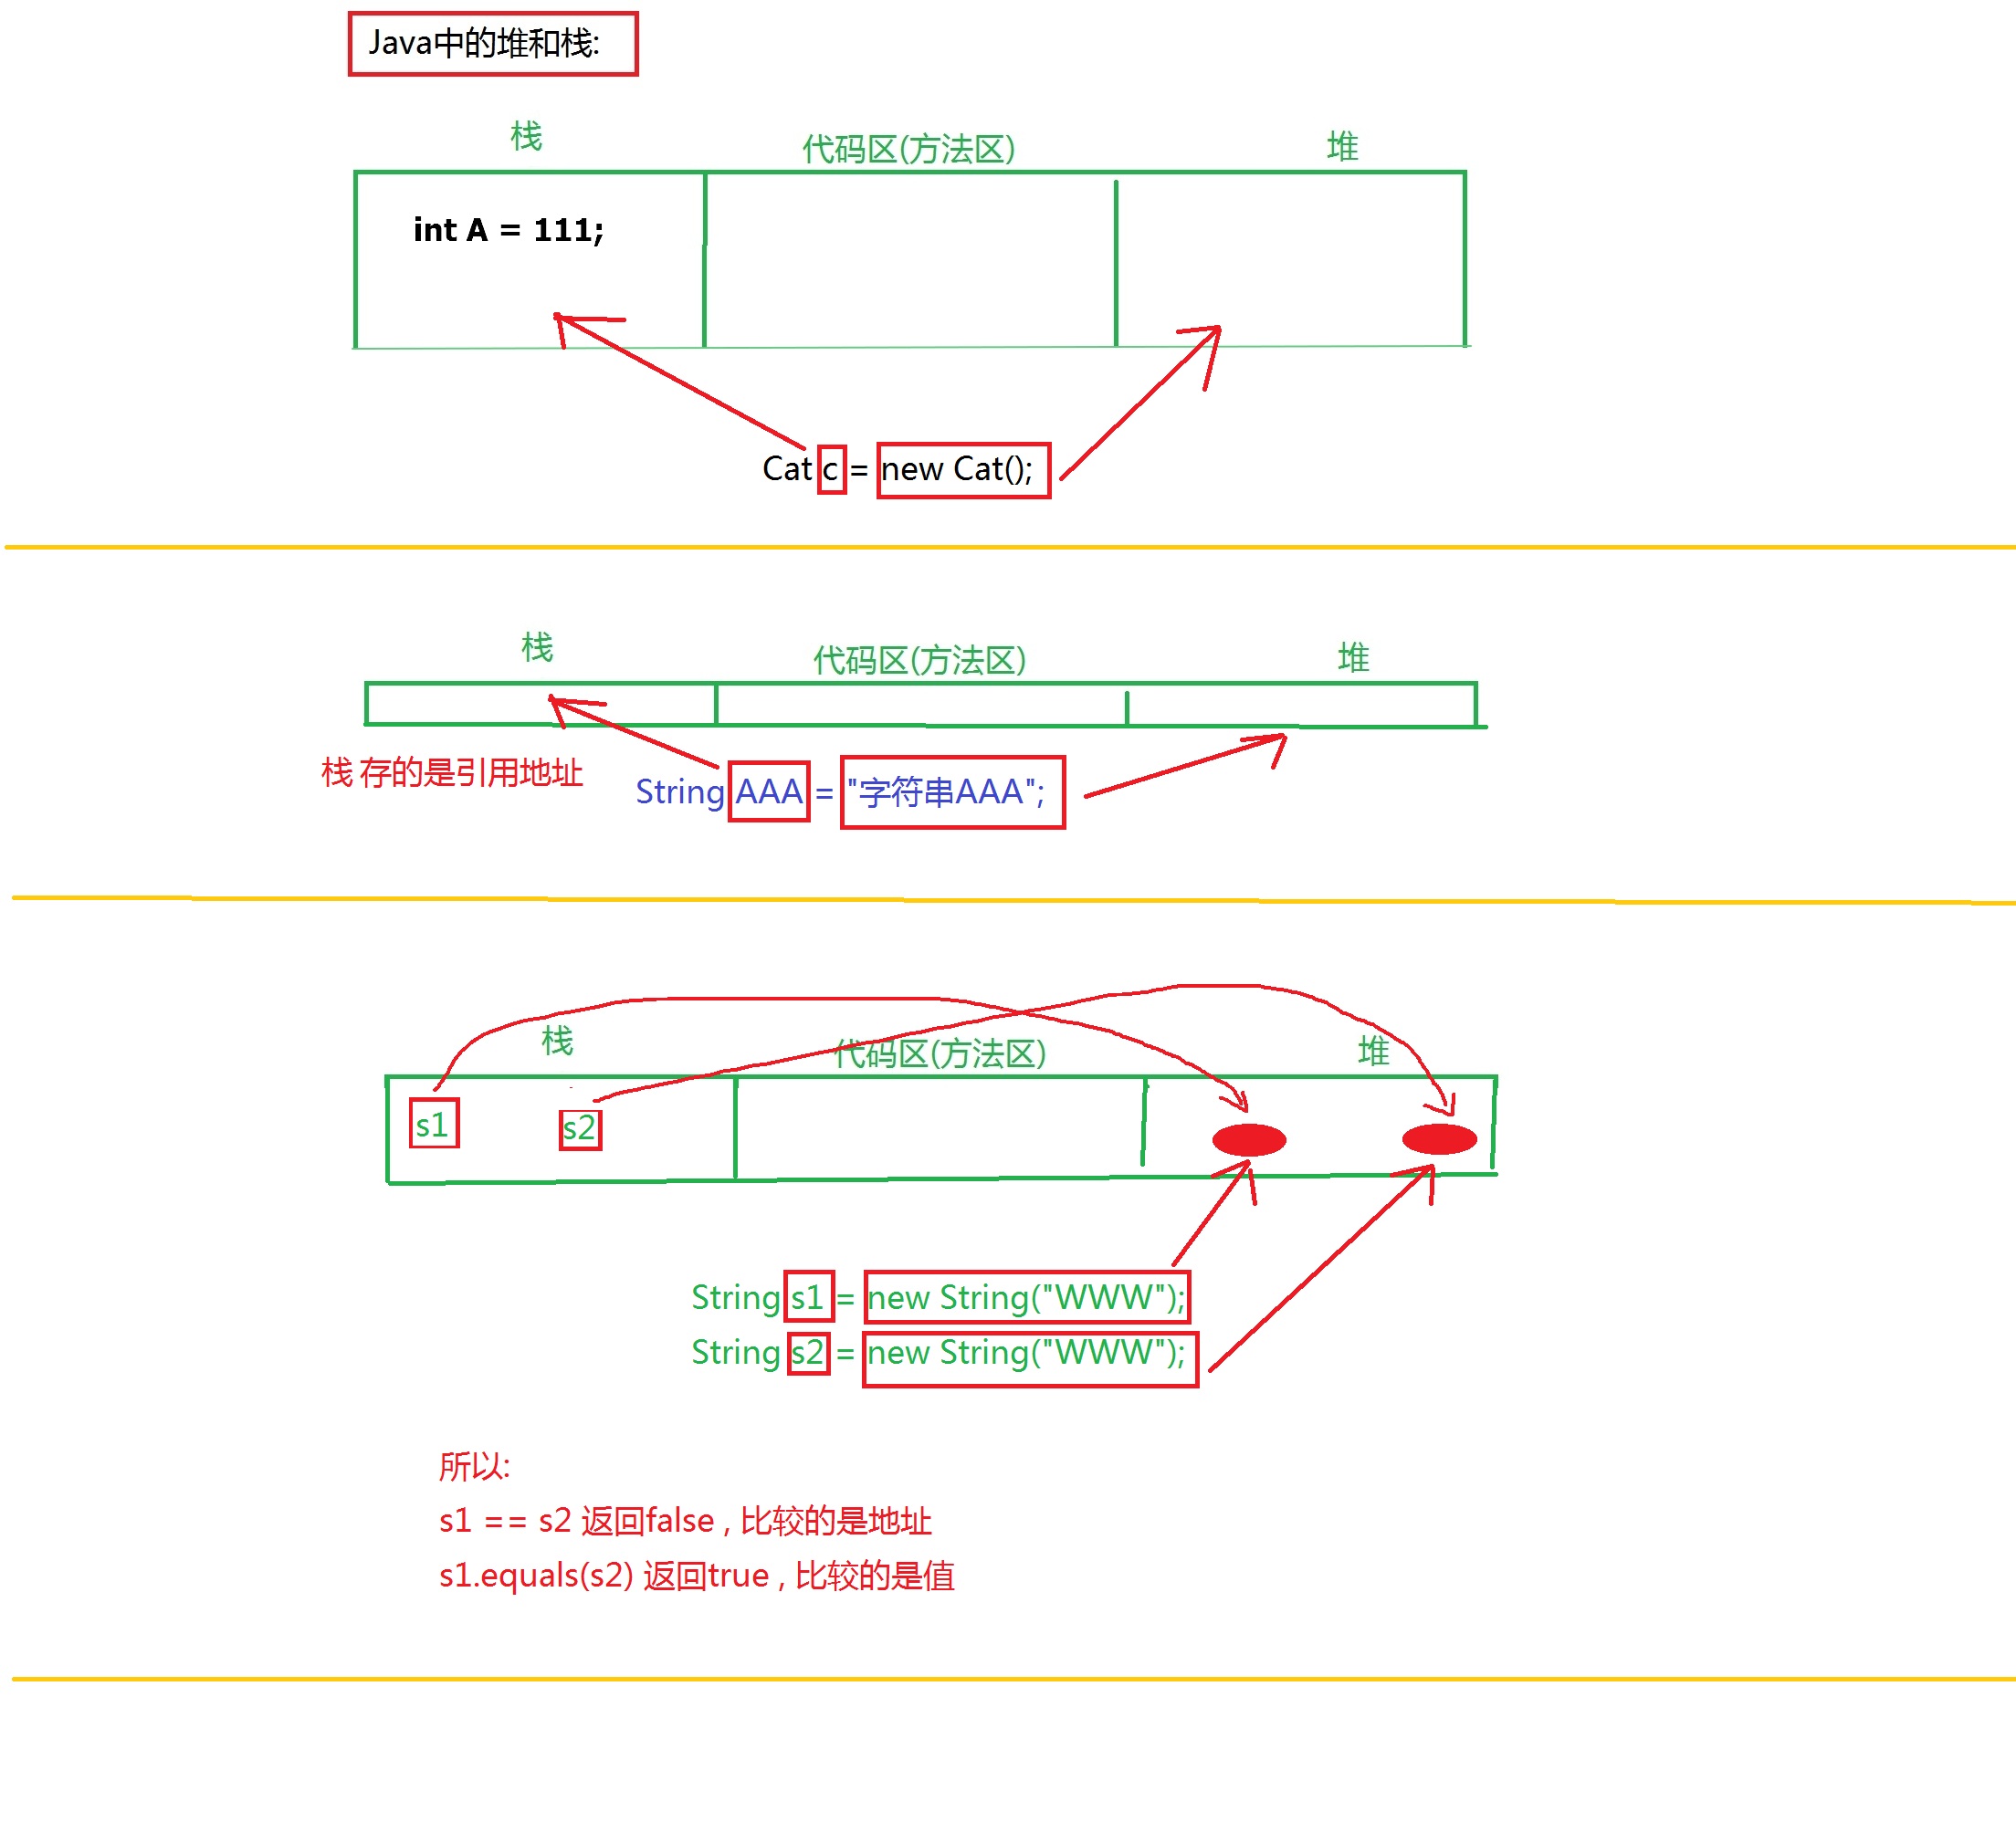 Java中的堆和栈:
栈 代码区(方法区) 堆
int A = 111;
Cat c = new Cat();
栈 代码区(方法区) 堆
栈 存的是引用地址
String AAA = "字符串AAA";
栈 代码区(方法区) 堆
s1 s2
String s1 = new String("WWW");
String s2 = new String("WWW");
所以:
s1 == s2 返回false , 比较的是地址
s1.equals(s2) 返回true , 比较的是值